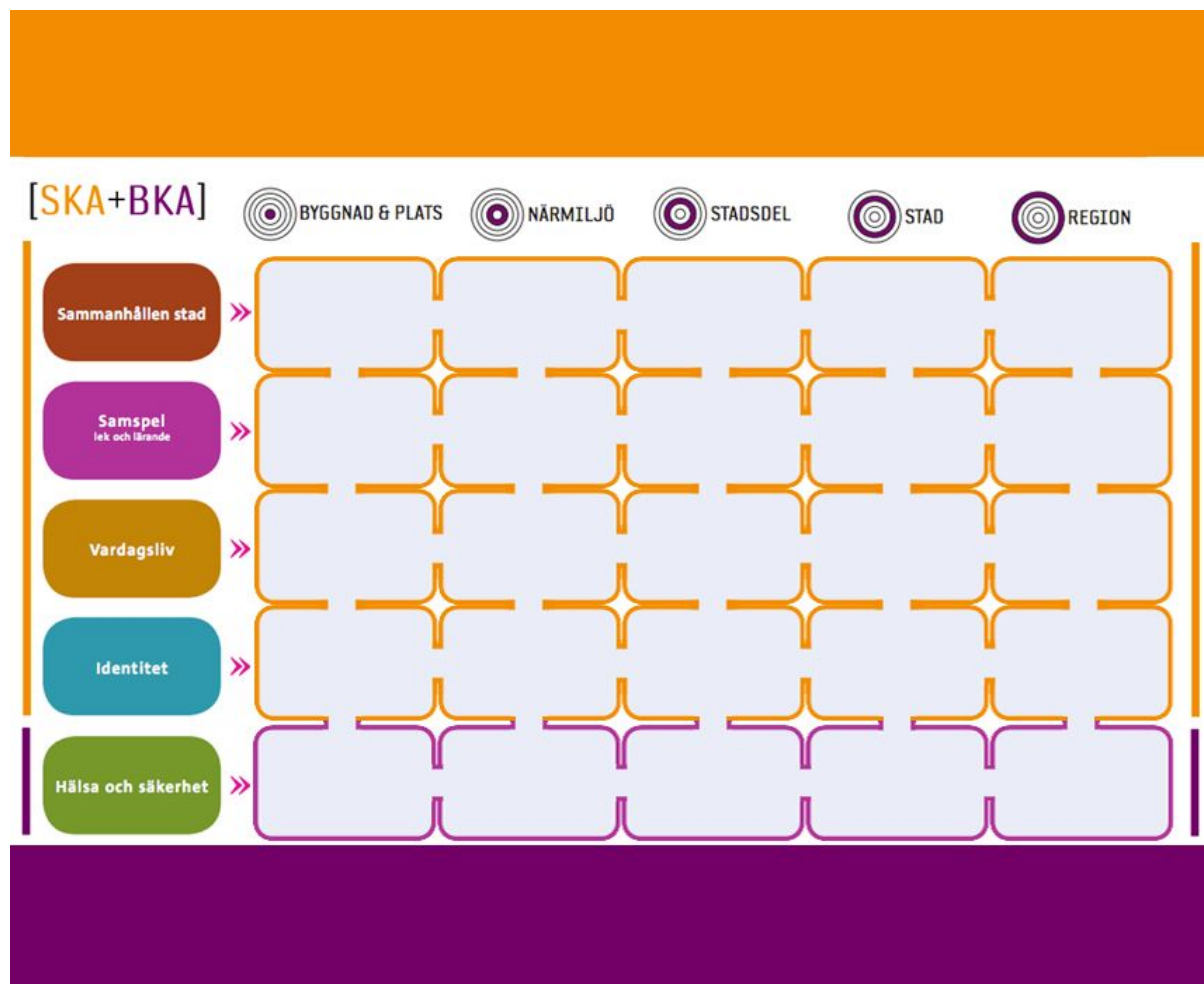 [SKA+BKA]
BYGGNAD & PLATS
NÄRMILJÖ
STADSDEL
STAD
REGION
Sammanhållen stad
Samspel
lek och lärande
Vardagsliv
Identitet
Hälsa och säkerhet